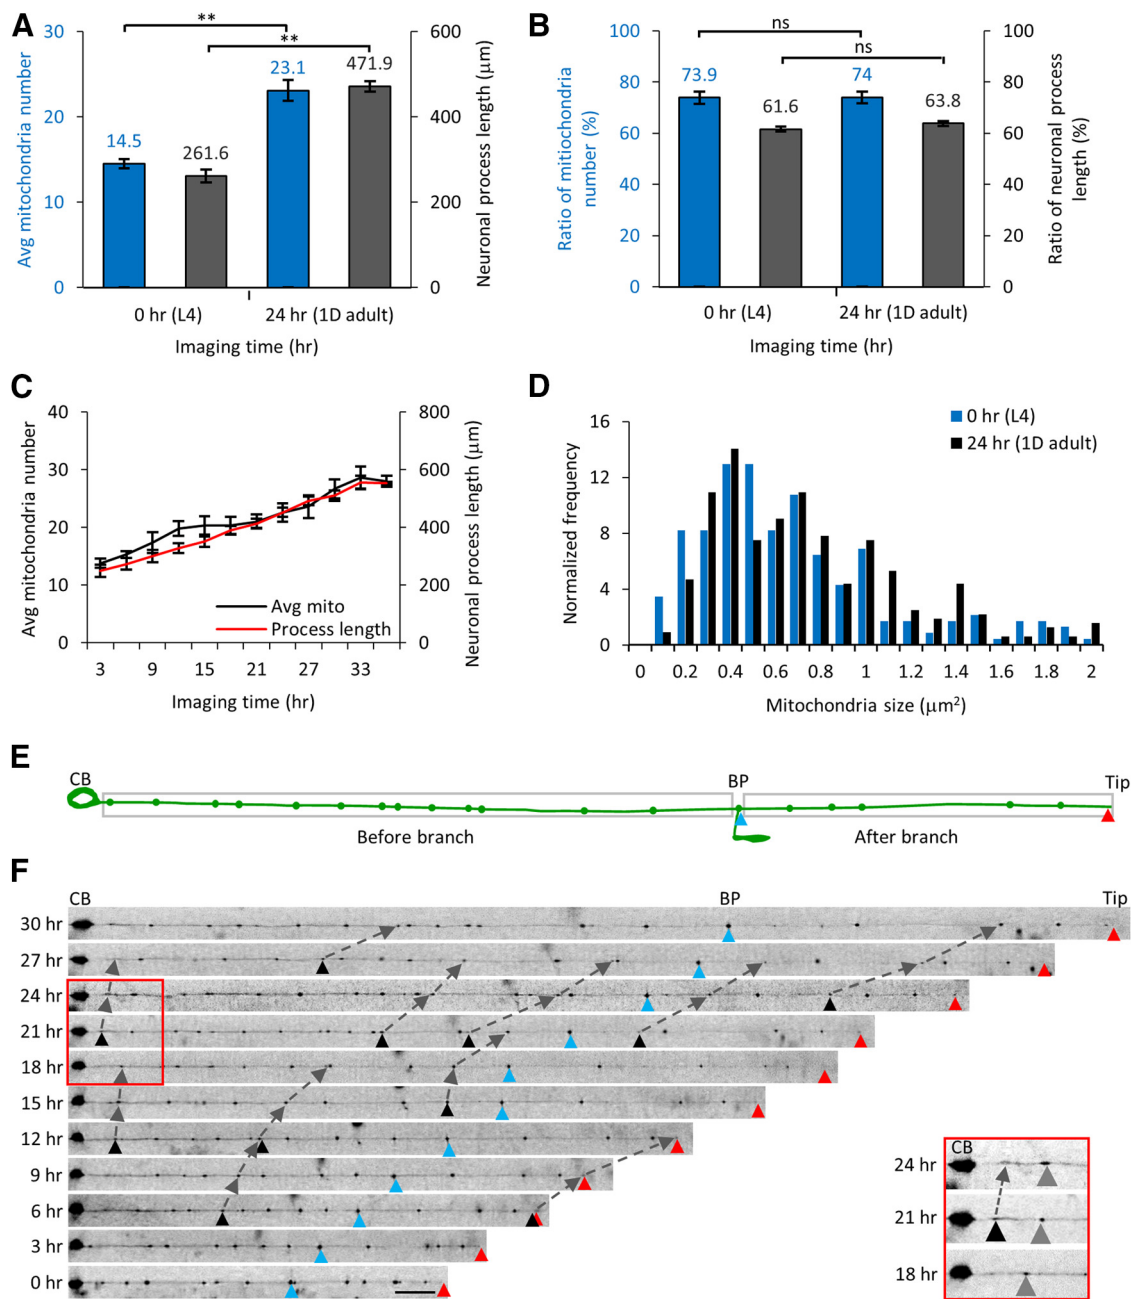 A
Avg mitochondria number
30
20
10
0
**
**
14.5
261.6
23.1
471.9
600
400
200
0
Neuronal process length (μm)
0 hr (L4)
24 hr (1D adult)
Imaging time (hr)
B
Ratio of mitiochondria number (%)
100
80
60
40
20
0
ns
ns
73.9
61.6
74
63.8
100
80
60
40
20
0
Ratio of neuronal process length (%)
0 hr (L4)
24 hr (1D adult)
Imaging time (hr)
C
Avg mitochondria number
40
30
20
10
0
Avg mito
Process length
800
600
400
200
0
Neuronal process length (μm)
3 9 15 21 27 33
Imaging time (hr)
D
Normalized frequency
16
12
8
4
0
0 hr (L4)
24 hr (1D adult)
0 0.2 0.4 0.6 0.8 1 1.2 1.4 1.6 1.8 2
Mitochondria size (μm²)
E
CB
BP
Tip
Before branch
After branch
F
CB
BP
Tip
30 hr
27 hr
24 hr
21 hr
18 hr
15 hr
12 hr
9 hr
6 hr
3 hr
0 hr
CB
24 hr
21 hr
18 hr